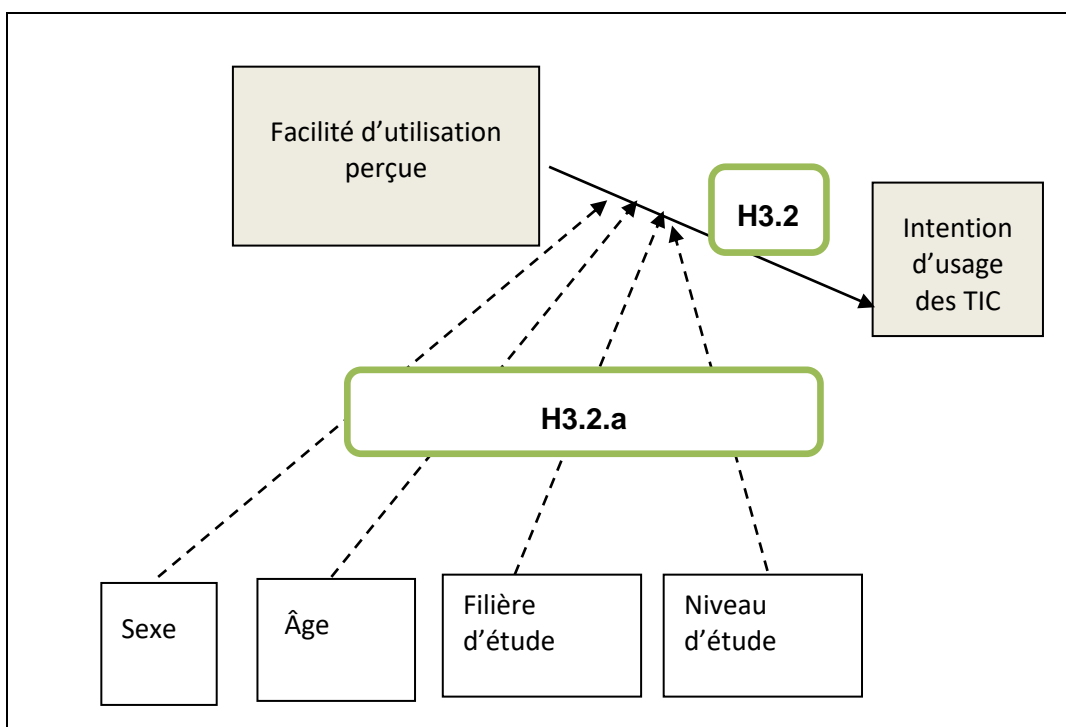 Facilité d’utilisation
perçue
H3.2
Intention
d’usage
des TIC
H3.2.a
Sexe
Âge
Filière
d’étude
Niveau
d’étude